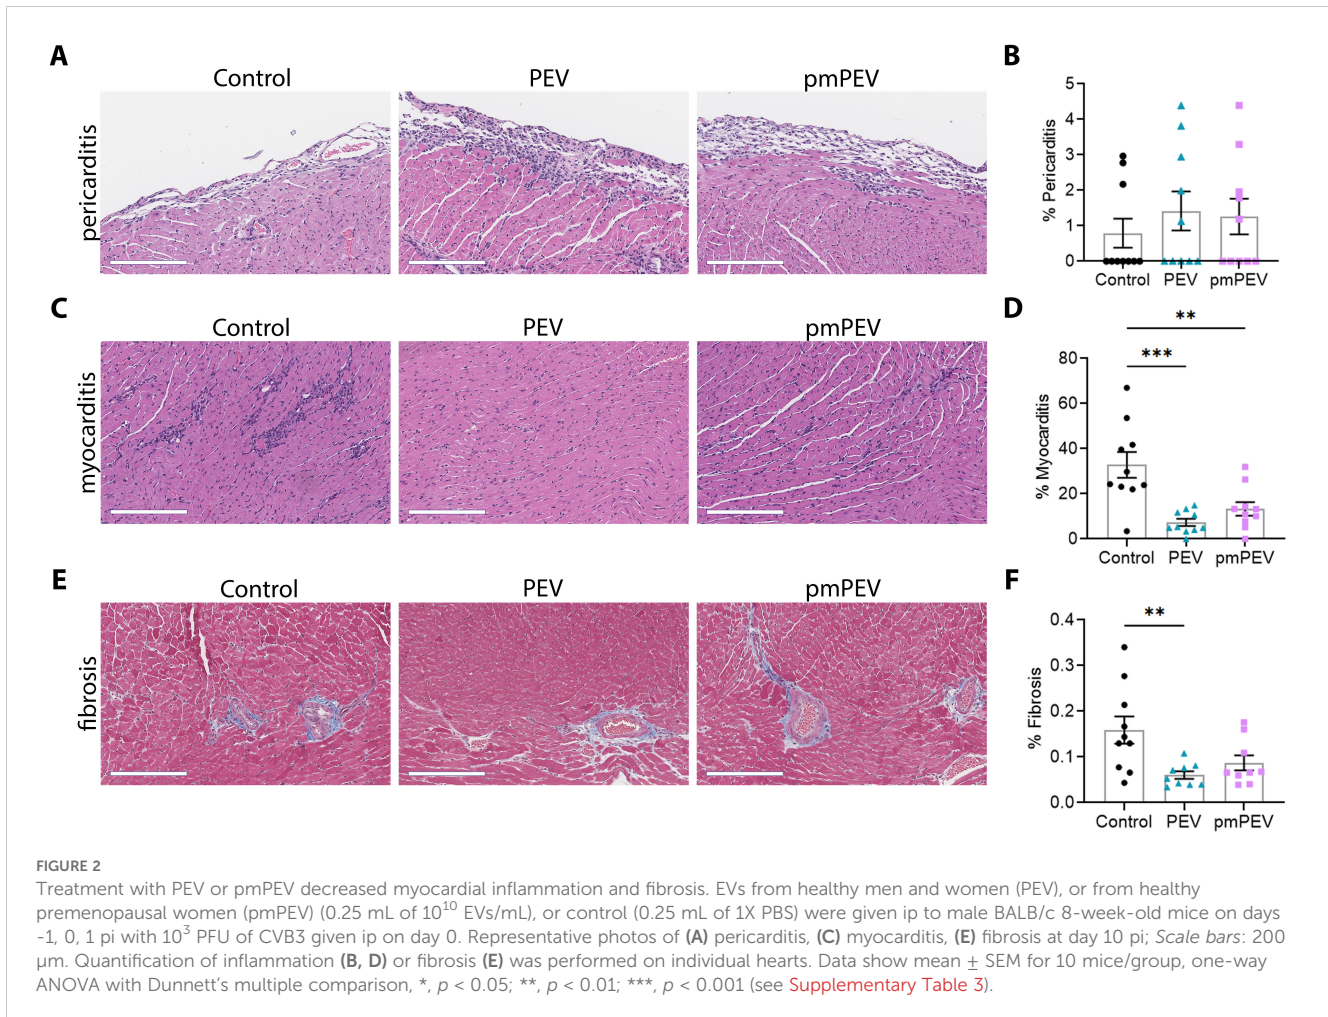 A
Control
PEV
pmPEV
pericarditis
B
% Pericarditis
5
4
3
2
1
0
Control
PEV
pmPEV
C
Control
PEV
pmPEV
myocarditis
D
**
***
% Myocarditis
80
60
40
20
0
Control
PEV
pmPEV
E
Control
PEV
pmPEV
fibrosis
F
**
% Fibrosis
0.4
0.3
0.2
0.1
0.0
Control
PEV
pmPEV
FIGURE 2
Treatment with PEV or pmPEV decreased myocardial inflammation and fibrosis. EVs from healthy men and women (PEV), or from healthy
premenopausal women (pmPEV) (0.25 mL of 10¹⁰ EVs/mL), or control (0.25 mL of 1X PBS) were given ip to male BALB/c 8-week-old mice on days
-1, 0, 1 pi with 10³ PFU of CVB3 given ip on day 0. Representative photos of (A) pericarditis, (C) myocarditis, (E) fibrosis at day 10 pi; Scale bars: 200
µm. Quantification of inflammation (B, D) or fibrosis (E) was performed on individual hearts. Data show mean ± SEM for 10 mice/group, one-way
ANOVA with Dunnett’s multiple comparison, *, p < 0.05; **, p < 0.01; ***, p < 0.001 (see Supplementary Table 3).